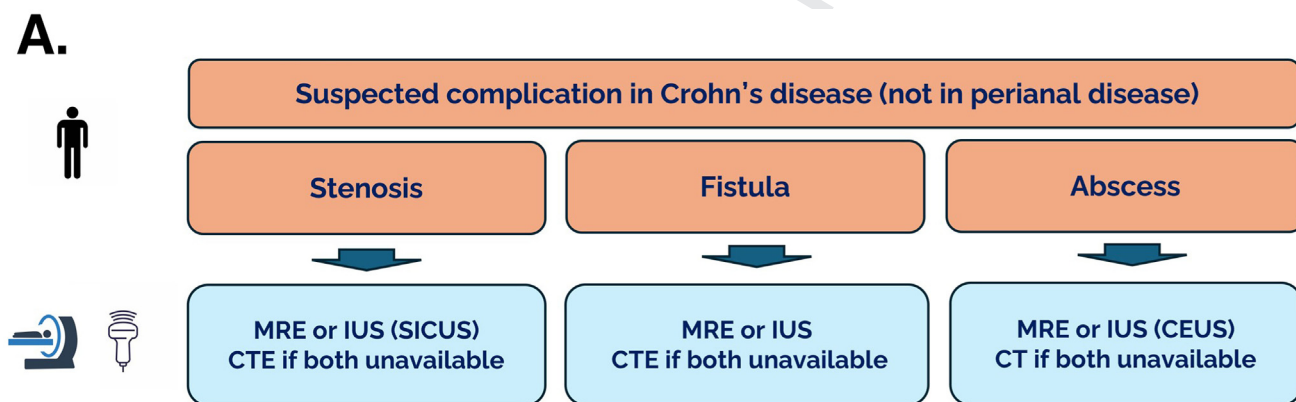 A.
Suspected complication in Crohn's disease (not in perianal disease)
Stenosis
Fistula
Abscess
MRE or IUS (SICUS)
CTE if both unavailable
MRE or IUS
CTE if both unavailable
MRE or IUS (CEUS)
CT if both unavailable